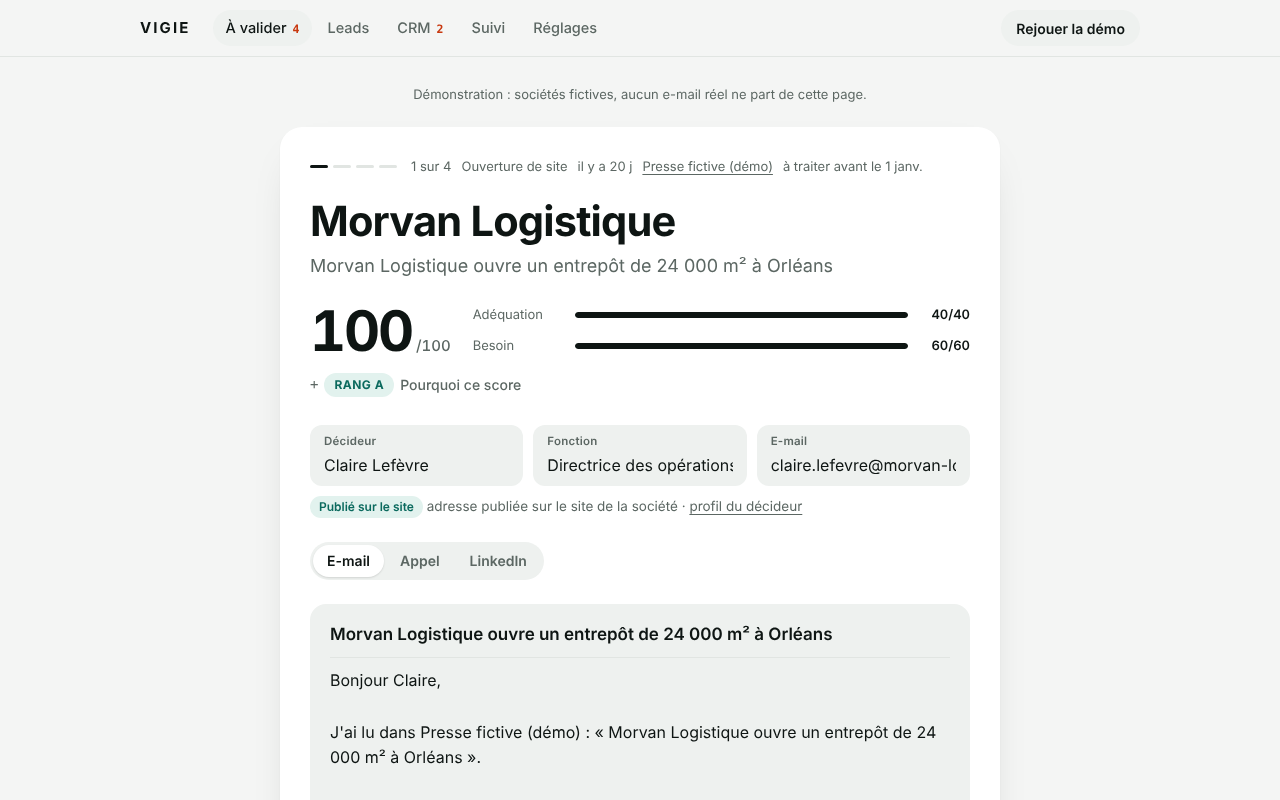 VIGIE À valider 4 Leads CRM 2 Suivi Réglages Rejouer la démo
Démonstration : sociétés fictives, aucun e-mail réel ne part de cette page.
1 sur 4 Ouverture de site il y a 20 j Presse fictive (démo) à traiter avant le 1 janv.
Morvan Logistique
Morvan Logistique ouvre un entrepôt de 24 000 m² à Orléans
100 /100
Adéquation 40/40
Besoin 60/60
+ RANG A Pourquoi ce score
Décideur
Claire Lefèvre
Fonction
Directrice des opérations
E-mail
claire.lefevre@morvan-lo
Publié sur le site adresse publiée sur le site de la société · profil du décideur
E-mail Appel LinkedIn
Morvan Logistique ouvre un entrepôt de 24 000 m² à Orléans
Bonjour Claire,
J'ai lu dans Presse fictive (démo) : « Morvan Logistique ouvre un entrepôt de 24
000 m² à Orléans ».